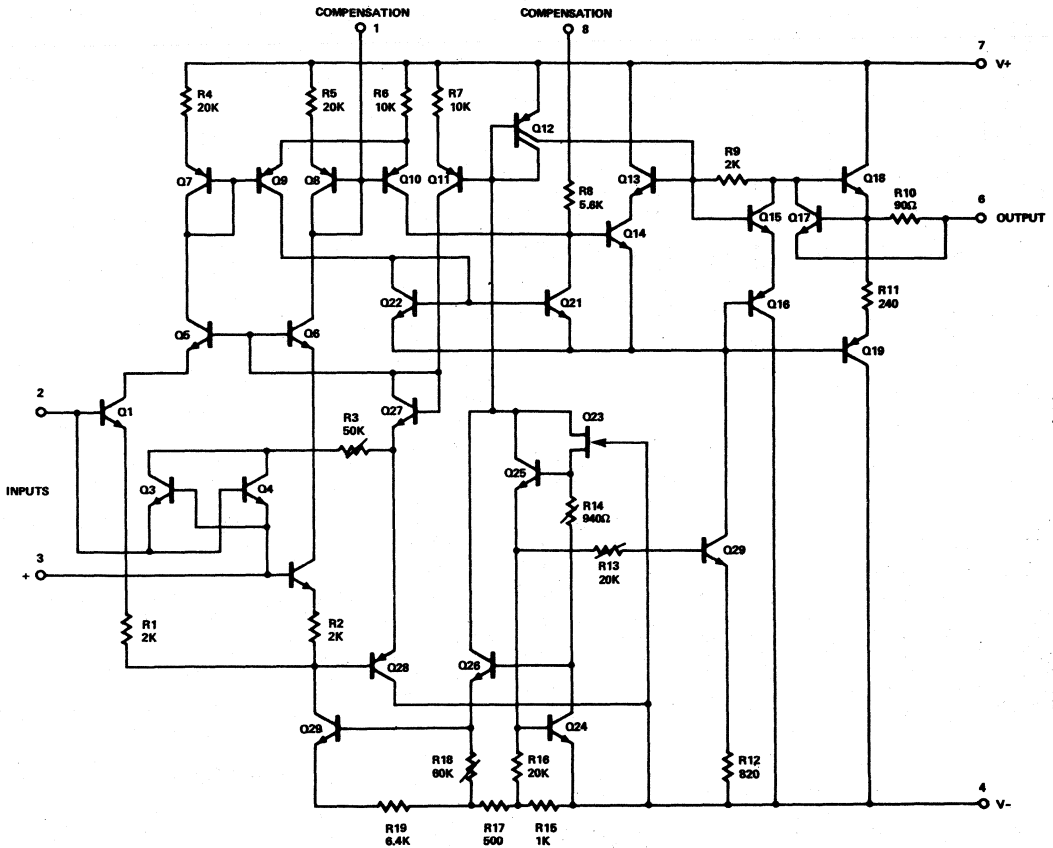 COMPENSATION
1
COMPENSATION
8
7
V+
R4
20K
R5
20K
R6
10K
R7
10K
Q12
Q7
Q9
Q8
Q10
Q11
R8
5.6K
Q13
R9
2K
Q18
R10
90Ω
6
OUTPUT
Q15
Q17
Q14
Q22
Q21
Q16
R11
240
Q5
Q6
Q19
2
Q1
R3
50K
Q27
Q23
Q25
INPUTS
Q3
Q4
R14
940Ω
R13
20K
Q29
3
+
R1
2K
R2
2K
Q28
Q26
Q29
Q24
R18
60K
R16
20K
R12
820
4
V−
R19
6.4K
R17
500
R15
1K